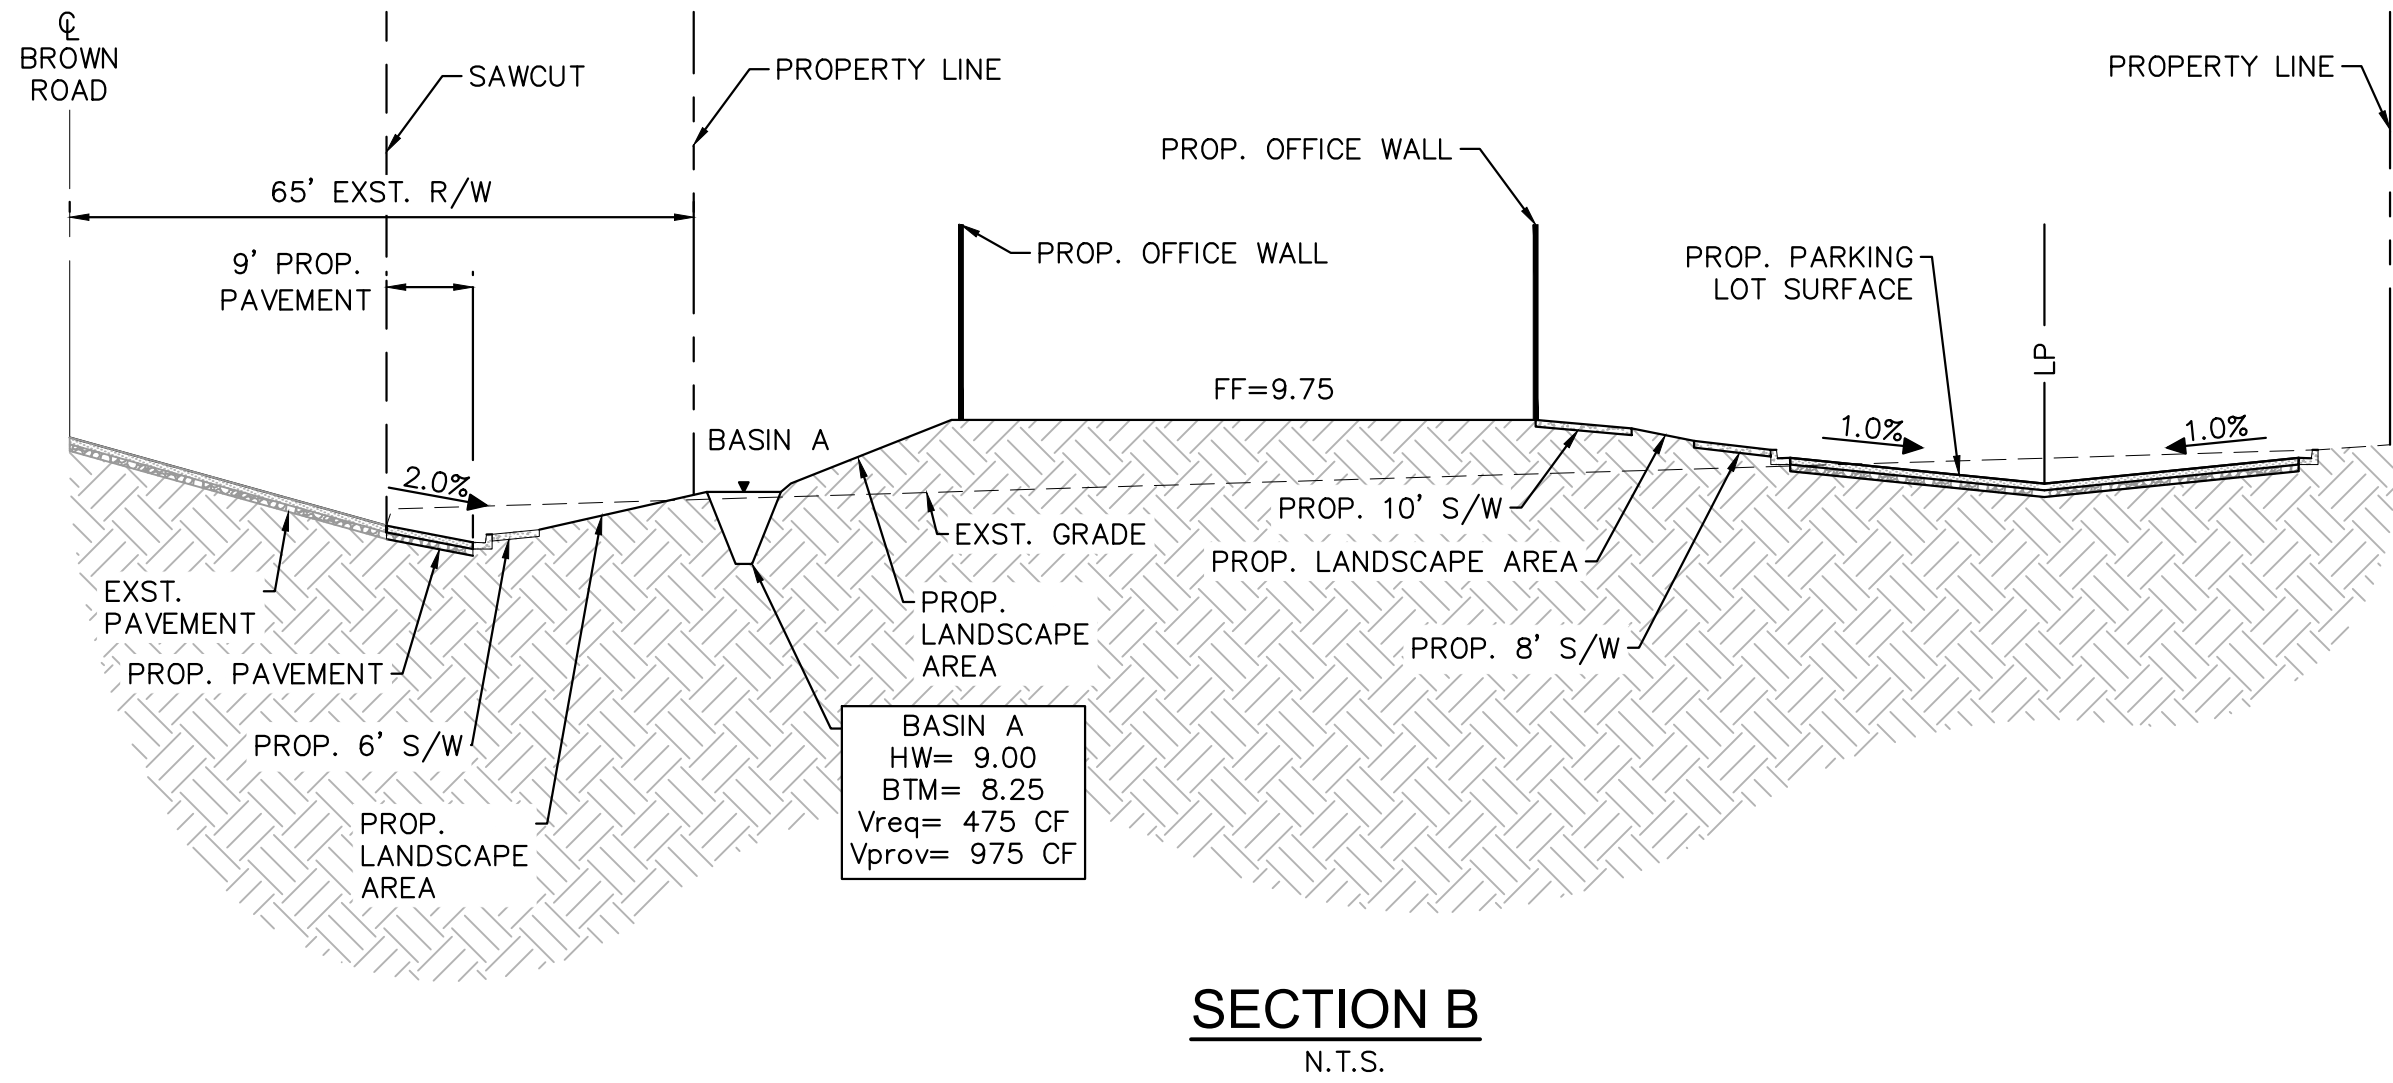 ℄
BROWN
ROAD
SAWCUT
PROPERTY LINE
PROPERTY LINE
65' EXST. R/W
PROP. OFFICE WALL
PROP. OFFICE WALL
9' PROP.
PAVEMENT
PROP. PARKING
LOT SURFACE
LP
FF=9.75
BASIN A
2.0%
1.0%
1.0%
EXST. GRADE
PROP. 10' S/W
PROP. LANDSCAPE AREA
PROP. 8' S/W
EXST.
PAVEMENT
PROP. PAVEMENT
PROP. 6' S/W
PROP.
LANDSCAPE
AREA
PROP.
LANDSCAPE
AREA
BASIN A
HW= 9.00
BTM= 8.25
Vreq= 475 CF
Vprov= 975 CF
SECTION B
N.T.S.